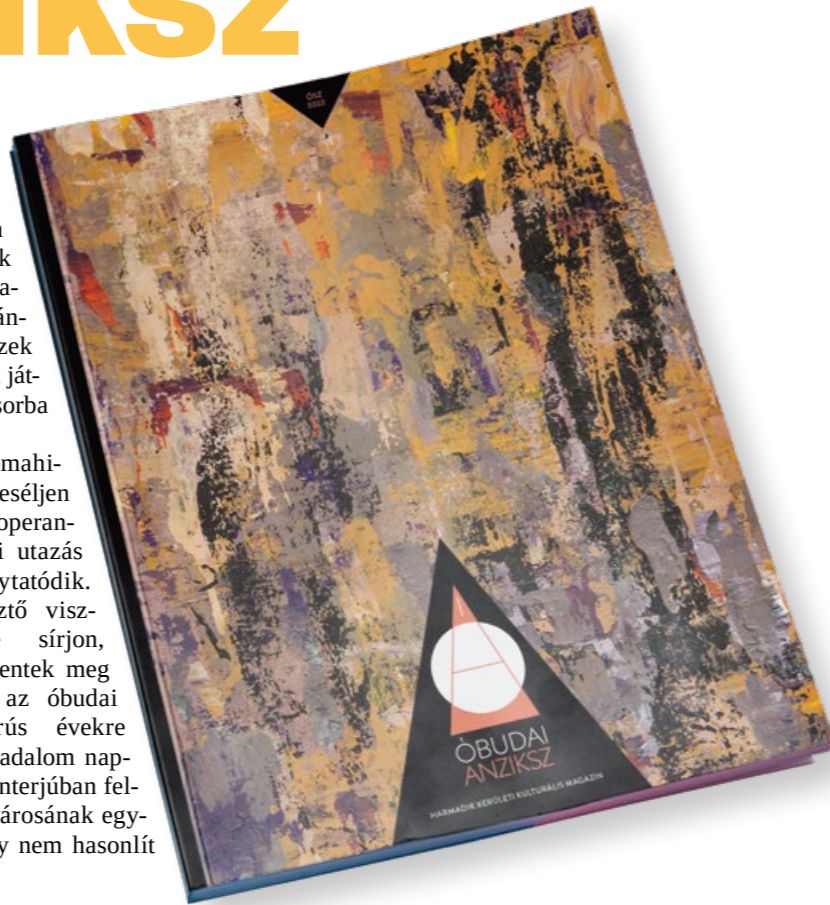 IKSZ
k
a-
án-
zek
ját-
sorba
mahi-
eséljen
operan-
i utazás
ytatódik.
ztő visz-
sírjon,
entek meg
az óbudai
rús évekre
adalom nap-
nterjúban fel-
árosának egy-
y nem hasonlít
ŐSZ
2022
ÓBUDAI
ANZIKSZ
HARMADIK KERÜLETI KULTURÁLIS MAGAZIN